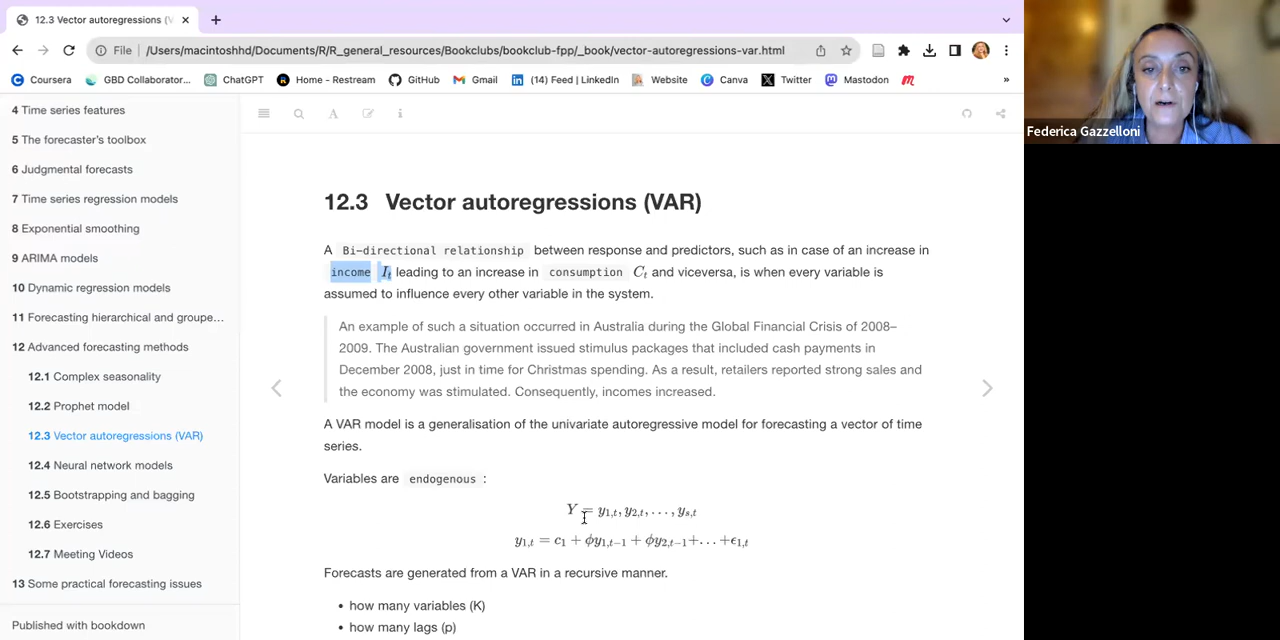 12.3 Vector autoregressions (V
File
/Users/macintoshhd/Documents/R/R_general_resources/Bookclubs/bookclub-fpp/_book/vector-autoregressions-var.html
Coursera
GBD Collaborator...
ChatGPT
Home - Restream
GitHub
Gmail
(14) Feed | LinkedIn
Website
Canva
Twitter
Mastodon
»
Federica Gazzelloni
4 Time series features
5 The forecaster's toolbox
6 Judgmental forecasts
7 Time series regression models
8 Exponential smoothing
9 ARIMA models
10 Dynamic regression models
11 Forecasting hierarchical and groupe...
12 Advanced forecasting methods
12.1 Complex seasonality
12.2 Prophet model
12.3 Vector autoregressions (VAR)
12.4 Neural network models
12.5 Bootstrapping and bagging
12.6 Exercises
12.7 Meeting Videos
13 Some practical forecasting issues
Published with bookdown
12.3 Vector autoregressions (VAR)
A Bi-directional relationship between response and predictors, such as in case of an increase in
income I_t leading to an increase in consumption C_t and viceversa, is when every variable is
assumed to influence every other variable in the system.
An example of such a situation occurred in Australia during the Global Financial Crisis of 2008–
2009. The Australian government issued stimulus packages that included cash payments in
December 2008, just in time for Christmas spending. As a result, retailers reported strong sales and
the economy was stimulated. Consequently, incomes increased.
A VAR model is a generalisation of the univariate autoregressive model for forecasting a vector of time
series.
Variables are endogenous :
Y = y_{1,t}, y_{2,t}, . . . , y_{s,t}
y_{1,t} = c_1 + ϕy_{1,t−1} + ϕy_{2,t−1}+. . . +ϵ_{1,t}
Forecasts are generated from a VAR in a recursive manner.
• how many variables (K)
• how many lags (p)